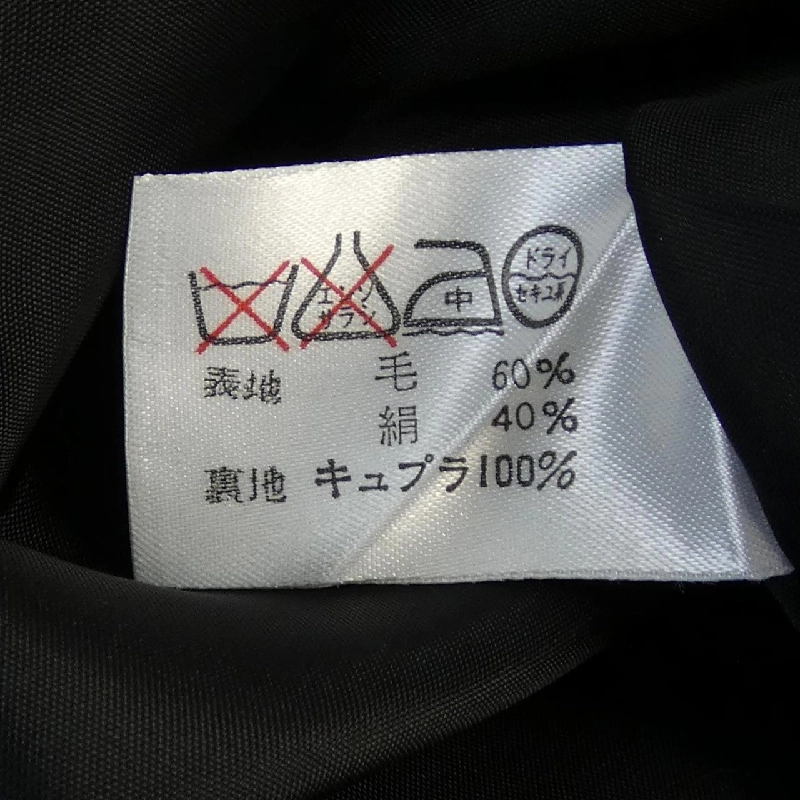 エンソ
サラシ
中
ドライ
セキユ系
表地 毛 60%
絹 40%
裏地 キュプラ100%